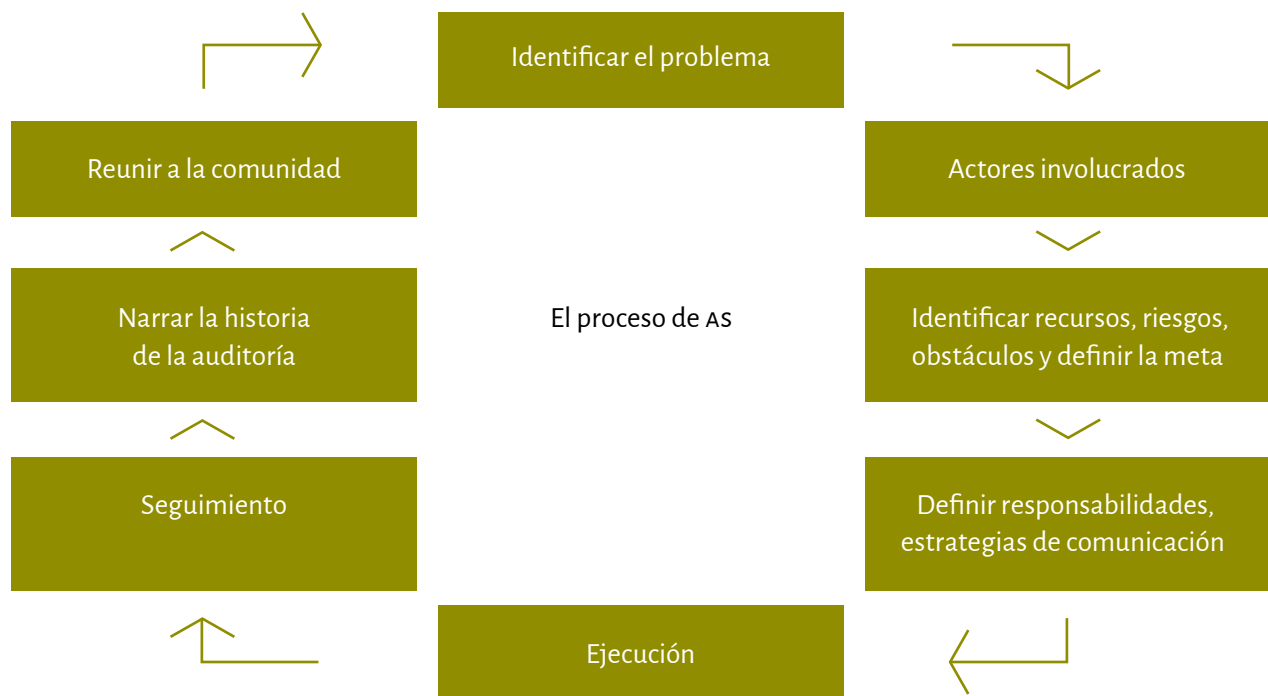 Identificar el problema
Reunir a la comunidad
Actores involucrados
Narrar la historia
de la auditoría
El proceso de AS
Identificar recursos, riesgos,
obstáculos y definir la meta
Seguimiento
Definir responsabilidades,
estrategias de comunicación
Ejecución